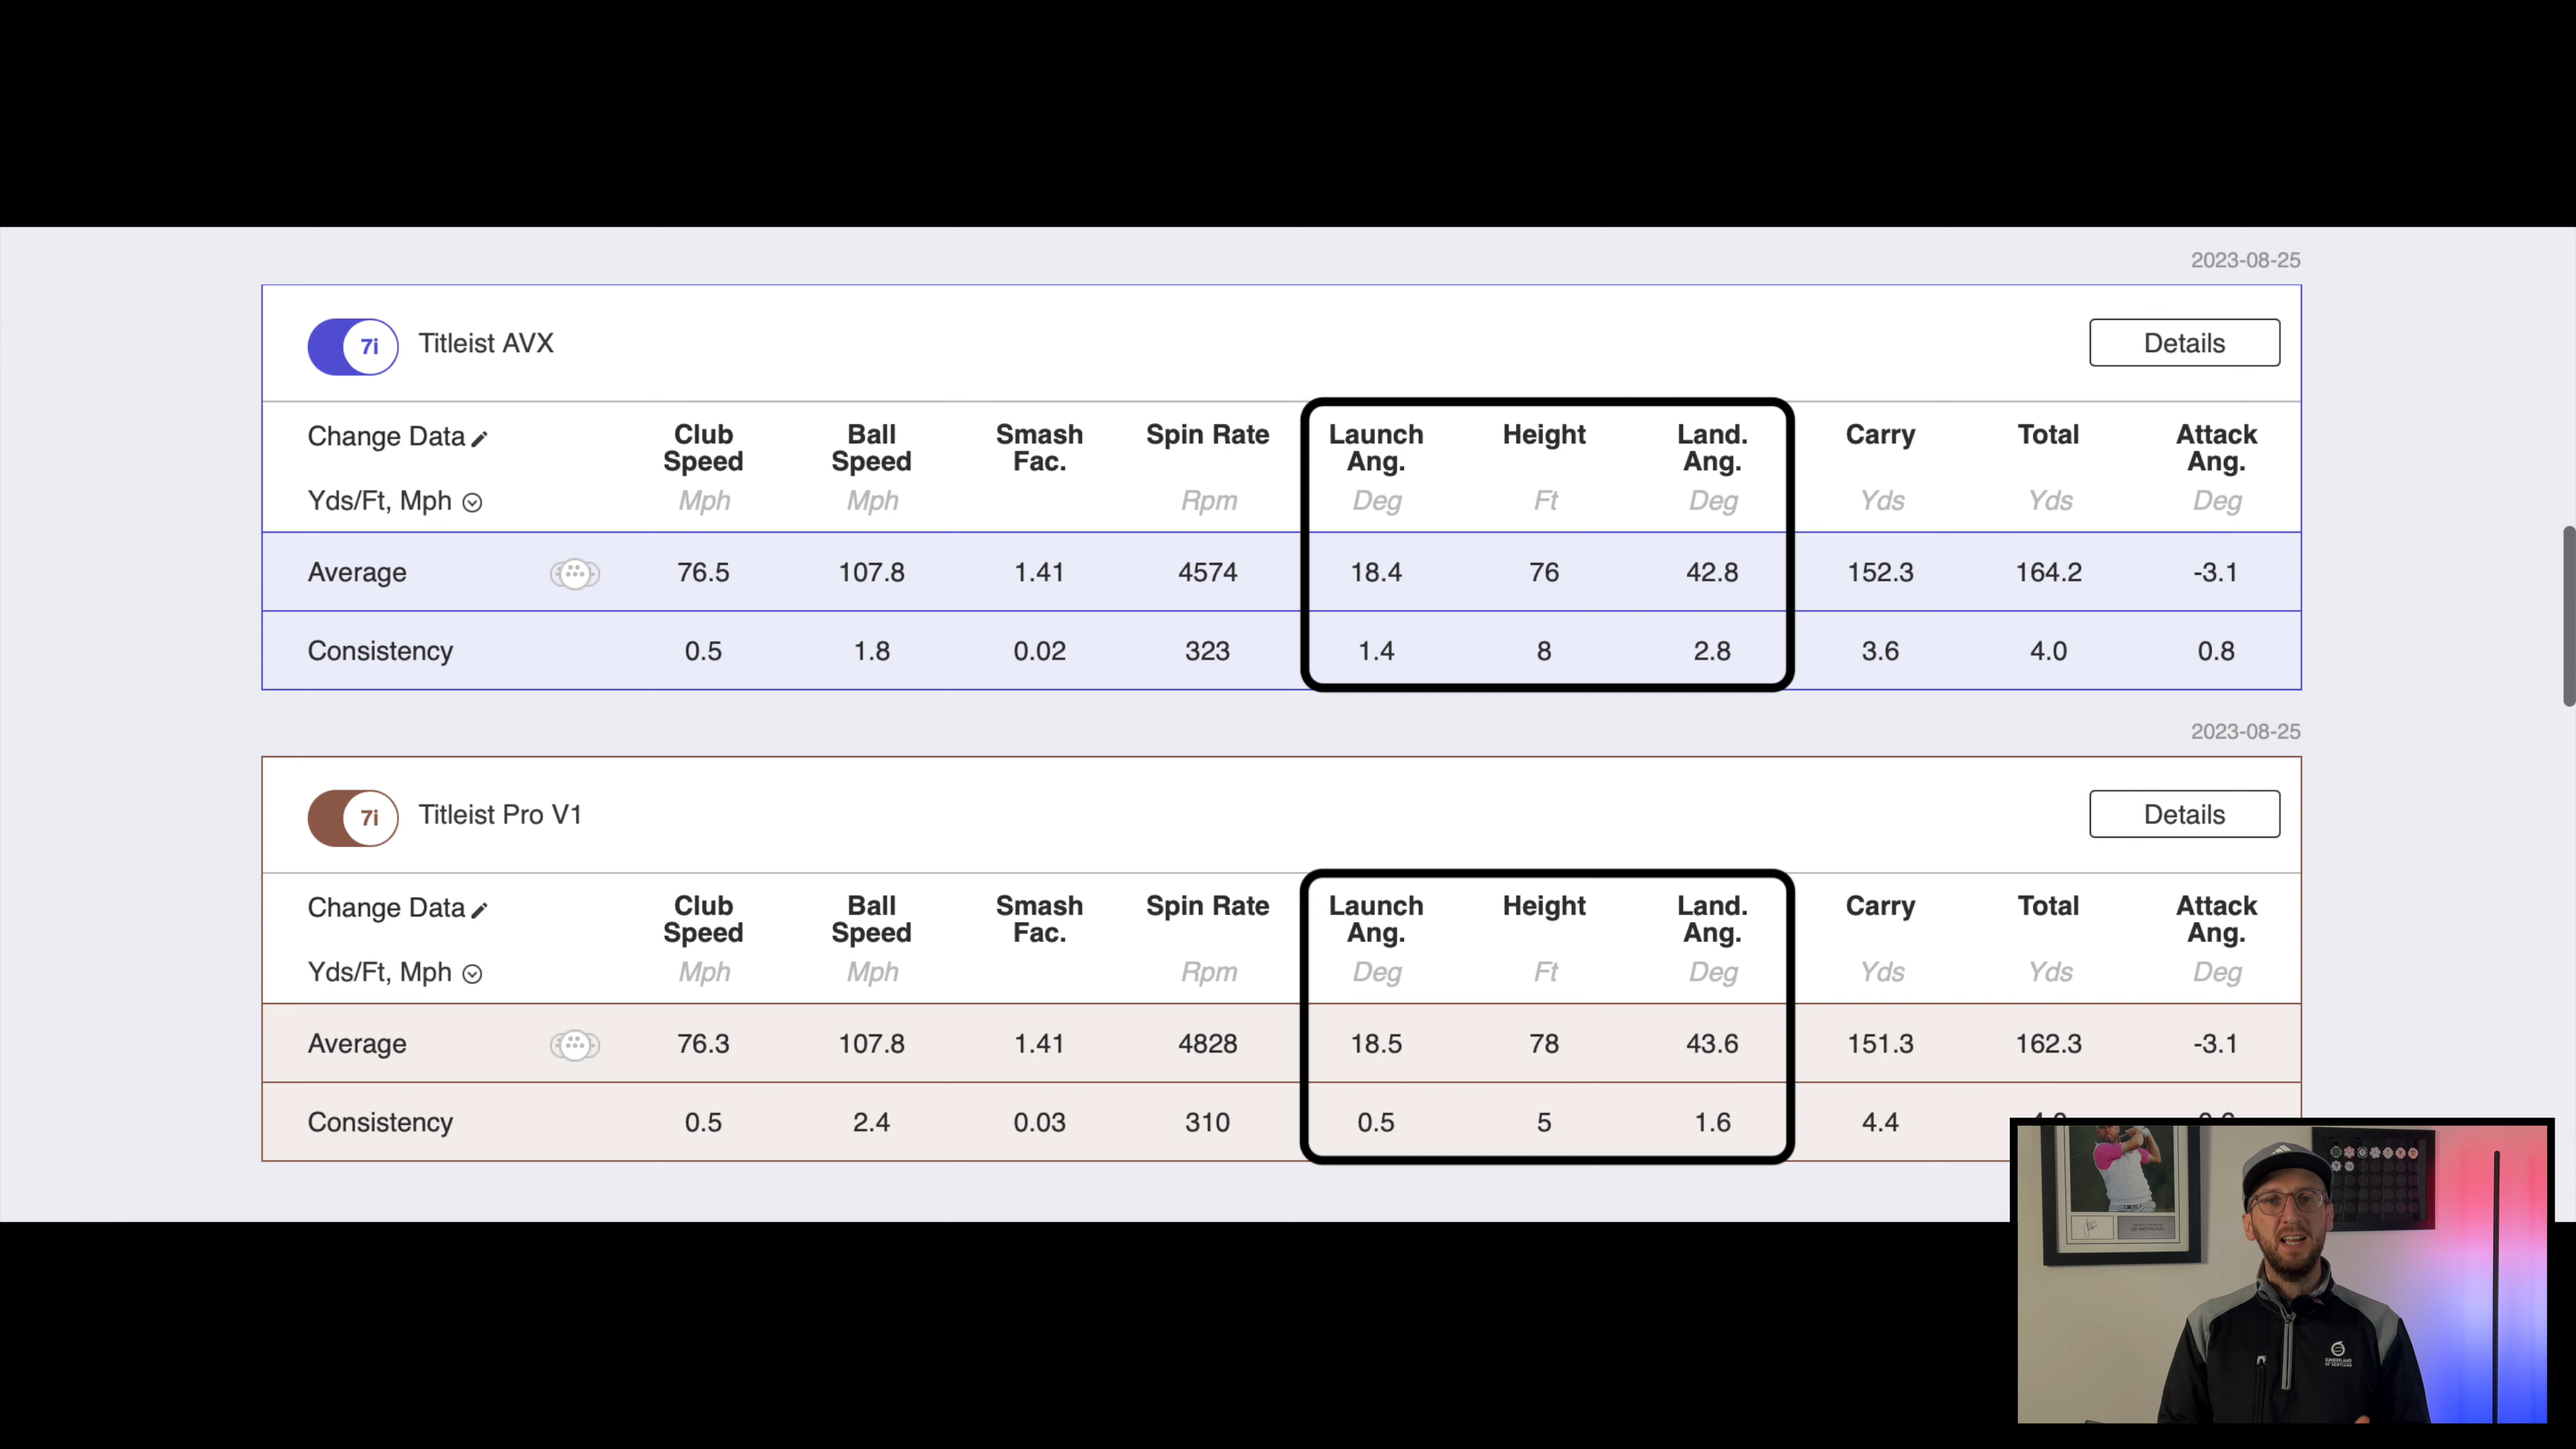 2023-08-25
7i Titleist AVX Details
Change Data Club Speed Ball Speed Smash Fac. Spin Rate Launch Ang. Height Land. Ang. Carry Total Attack Ang.
Yds/Ft, Mph Mph Mph Rpm Deg Ft Deg Yds Yds Deg
Average 76.5 107.8 1.41 4574 18.4 76 42.8 152.3 164.2 -3.1
Consistency 0.5 1.8 0.02 323 1.4 8 2.8 3.6 4.0 0.8
2023-08-25
7i Titleist Pro V1 Details
Change Data Club Speed Ball Speed Smash Fac. Spin Rate Launch Ang. Height Land. Ang. Carry Total Attack Ang.
Yds/Ft, Mph Mph Mph Rpm Deg Ft Deg Yds Yds Deg
Average 76.3 107.8 1.41 4828 18.5 78 43.6 151.3 162.3 -3.1
Consistency 0.5 2.4 0.03 310 0.5 5 1.6 4.4
SUNDERLAND
OF SCOTLAND